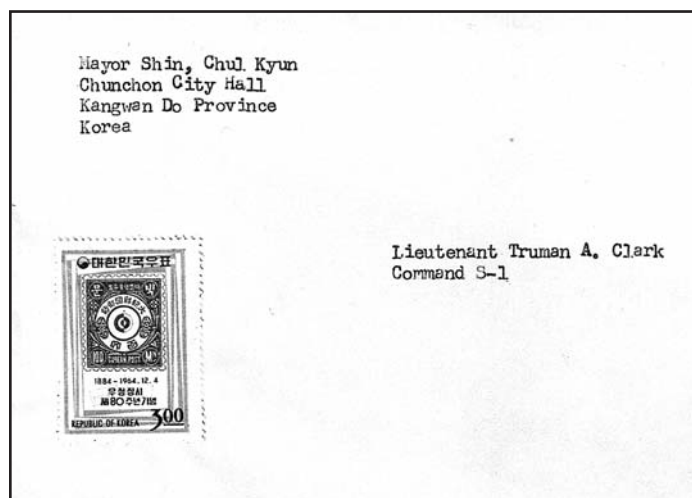 Mayor Shin, Chul Kyun
Chunchon City Hall
Kangwan Do Province
Korea
Lieutenant Truman A. Clark
Command S-1
대한민국우표
1884-1964.12.4
우정창시
제80주년기념
REPUBLIC OF KOREA 3.00